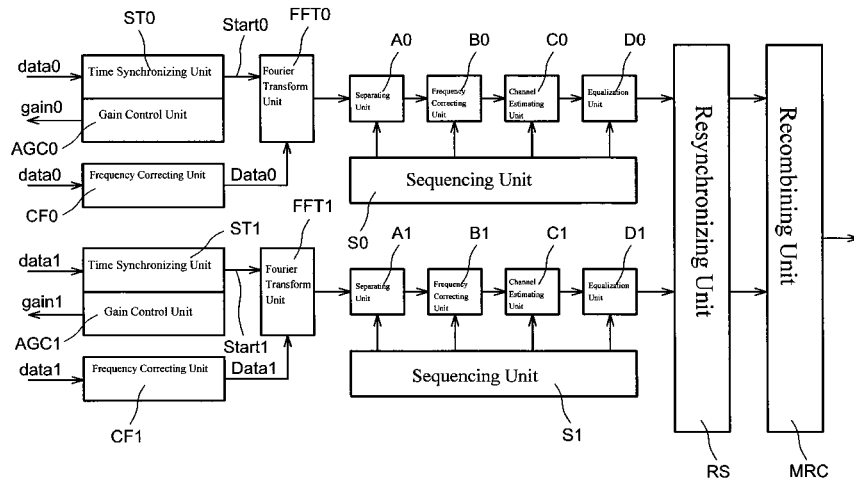 ST0
Start0
FFT0
A0
B0
C0
D0
data0
Time Synchronizing Unit
Fourier
Transform
Unit
gain0
Gain Control Unit
Separating
Unit
Frequency
Correcting
Unit
Channel
Estimating
Unit
Equalization
Unit
AGC0
data0
Frequency Correcting Unit
Data0
Sequencing Unit
CF0
S0
Resynchronizing Unit
Recombining Unit
ST1
FFT1
A1
B1
C1
D1
data1
Time Synchronizing Unit
Fourier
Transform
Unit
gain1
Gain Control Unit
Separating
Unit
Frequency
Correcting
Unit
Channel
Estimating
Unit
Equalization
Unit
AGC1
Start1
data1
Frequency Correcting Unit
Data1
Sequencing Unit
CF1
S1
RS
MRC